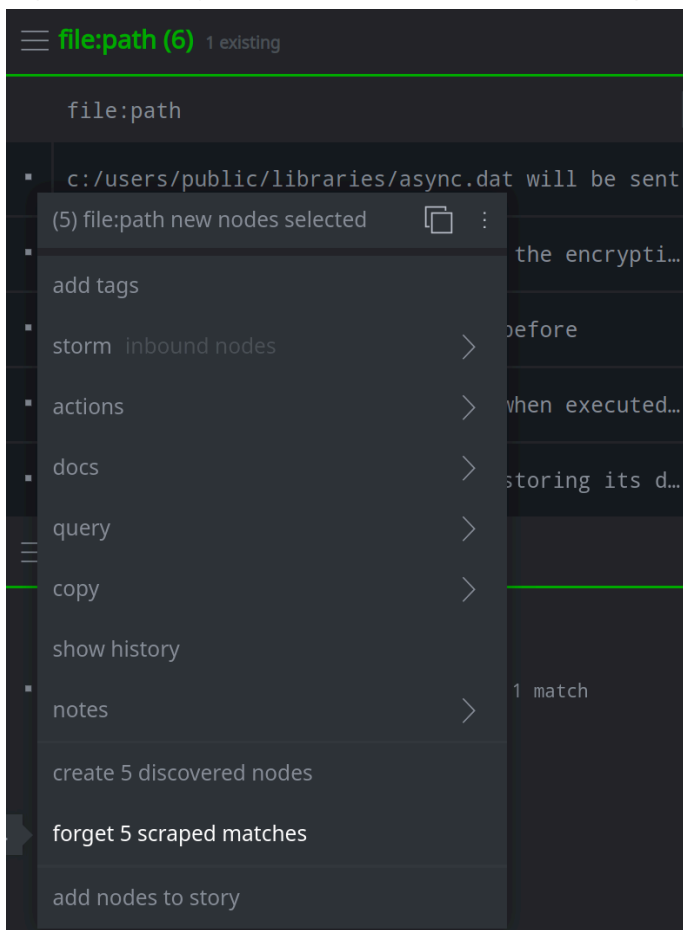 file:path (6) 1 existing
file:path
c:/users/public/libraries/async.dat will be sent
(5) file:path new nodes selected
the encrypti…
add tags
storm inbound nodes
before
actions
when executed…
docs
storing its d…
query
copy
show history
1 match
notes
create 5 discovered nodes
forget 5 scraped matches
add nodes to story